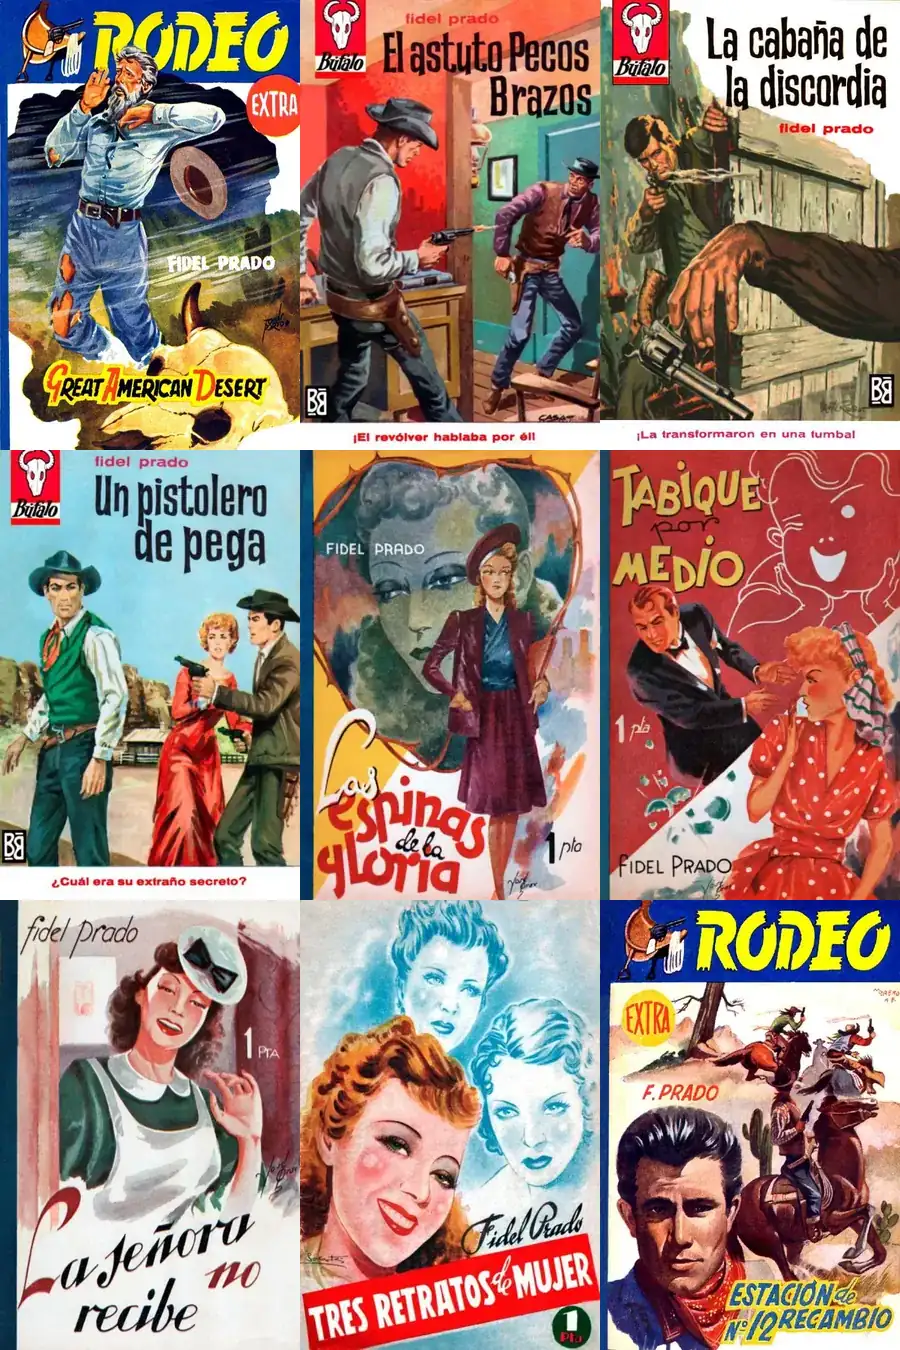 RODEO
EXTRA
FIDEL PRADO
GREAT AMERICAN DESERT
fidel prado
Búfalo
El astuto Pecos
Brazos
BB
¡El revólver hablaba por él!
Búfalo
La cabaña de
la discordia
fidel prado
BB
¡La transformaron en una tumba!
fidel prado
Búfalo
Un pistolero
de pega
BB
¿Cuál era su extraño secreto?
FIDEL PRADO
Las
espinas
de la
gloria
1 pta
TABIQUE
por
MEDIO
1 pta
FIDEL PRADO
fidel prado
1 PTA
La señora
no
recibe
Fidel Prado
TRES RETRATOS de MUJER
1
Pta
RODEO
EXTRA
F. PRADO
ESTACIÓN de
Nº 12 RECAMBIO